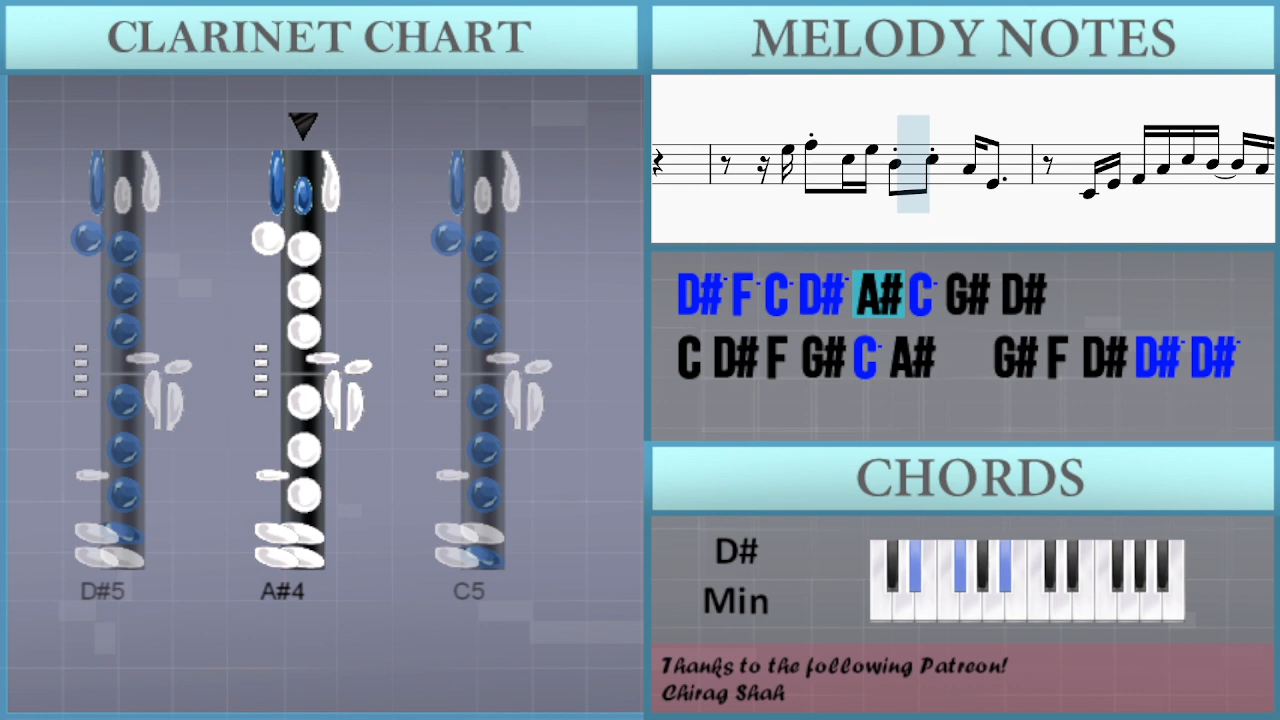 CLARINET CHART
D#5 A#4 C5
MELODY NOTES
D#- F- C- D#- A# C- G# D#
C D# F G# C- A# G# F D# D#- D#-
CHORDS
D#
Min
Thanks to the following Patreon!
Chirag Shah